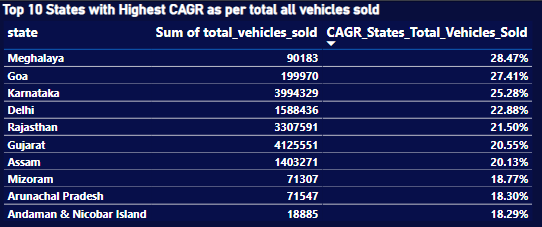 Top 10 States with Highest CAGR as per total all vehicles sold
state Sum of total_vehicles_sold CAGR_States_Total_Vehicles_Sold
Meghalaya 90183 28.47%
Goa 199970 27.41%
Karnataka 3994329 25.28%
Delhi 1588436 22.88%
Rajasthan 3307591 21.50%
Gujarat 4125551 20.55%
Assam 1403271 20.13%
Mizoram 71307 18.77%
Arunachal Pradesh 71547 18.30%
Andaman & Nicobar Island 18885 18.29%